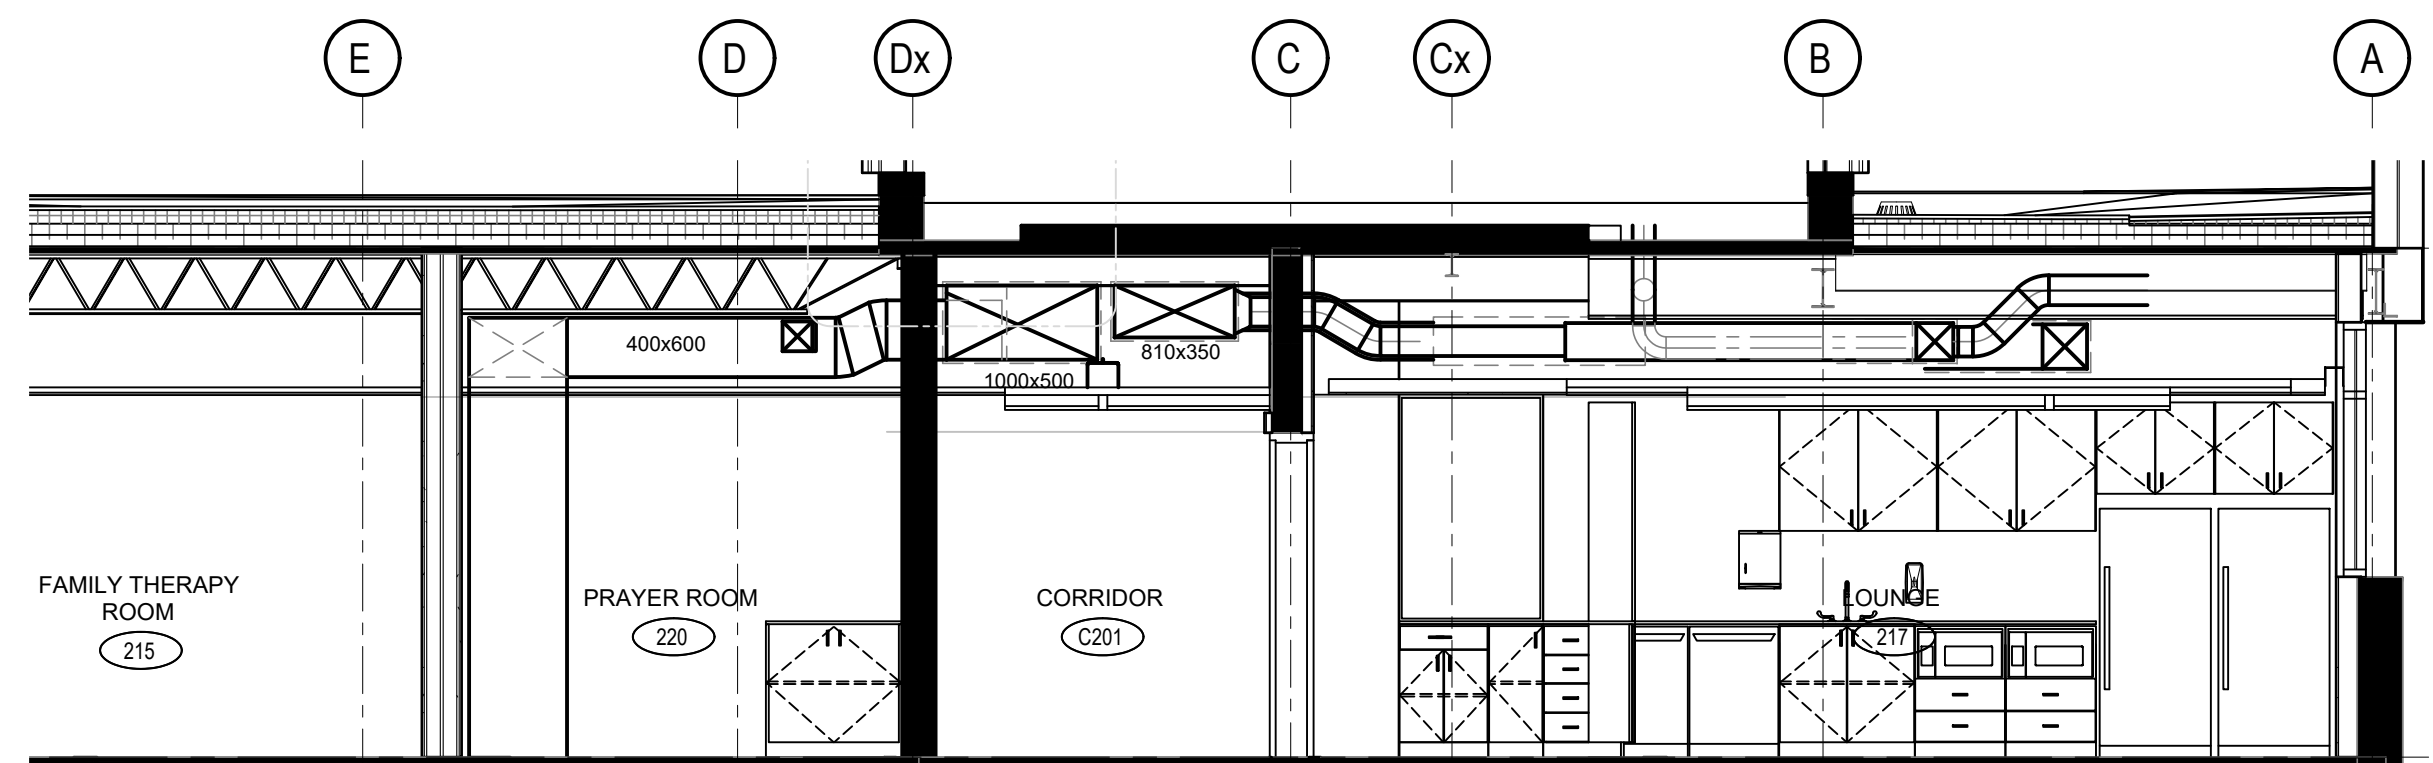 E
D
Dx
C
Cx
B
A
400x600
810x350
1000x500
FAMILY THERAPY
ROOM
215
PRAYER ROOM
220
CORRIDOR
C201
LOUNGE
217